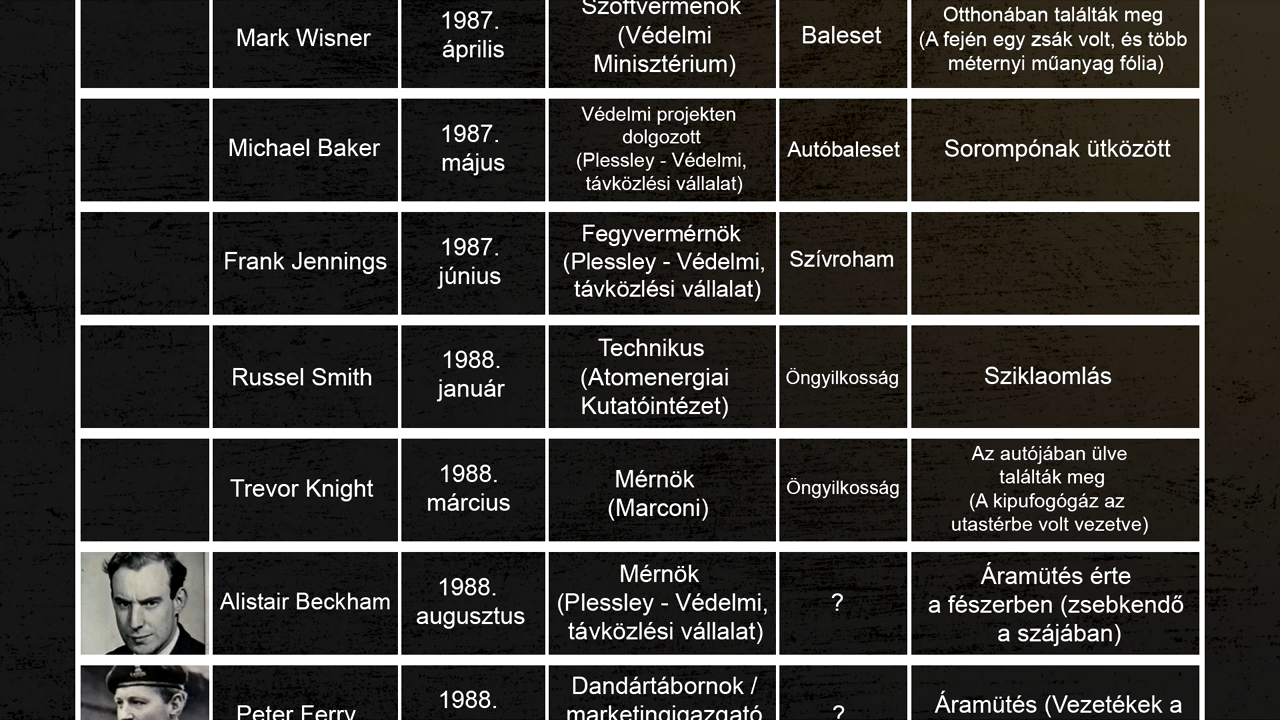 Mark Wisner
1987.
április
Szoftvermérnök
(Védelmi
Minisztérium)
Baleset
Otthonában találták meg
(A fején egy zsák volt, és több
méternyi műanyag fólia)
Michael Baker
1987.
május
Védelmi projekten
dolgozott
(Plessley - Védelmi,
távközlési vállalat)
Autóbaleset
Sorompónak ütközött
Frank Jennings
1987.
június
Fegyvermérnök
(Plessley - Védelmi,
távközlési vállalat)
Szívroham
Russel Smith
1988.
január
Technikus
(Atomenergiai
Kutatóintézet)
Öngyilkosság
Sziklaomlás
Trevor Knight
1988.
március
Mérnök
(Marconi)
Öngyilkosság
Az autójában ülve
találták meg
(A kipufogógáz az
utastérbe volt vezetve)
Alistair Beckham
1988.
augusztus
Mérnök
(Plessley - Védelmi,
távközlési vállalat)
?
Áramütés érte
a fészerben (zsebkendő
a szájában)
Peter Ferry
1988.
Dandártábornok /
marketingigazgató
?
Áramütés (Vezetékek a